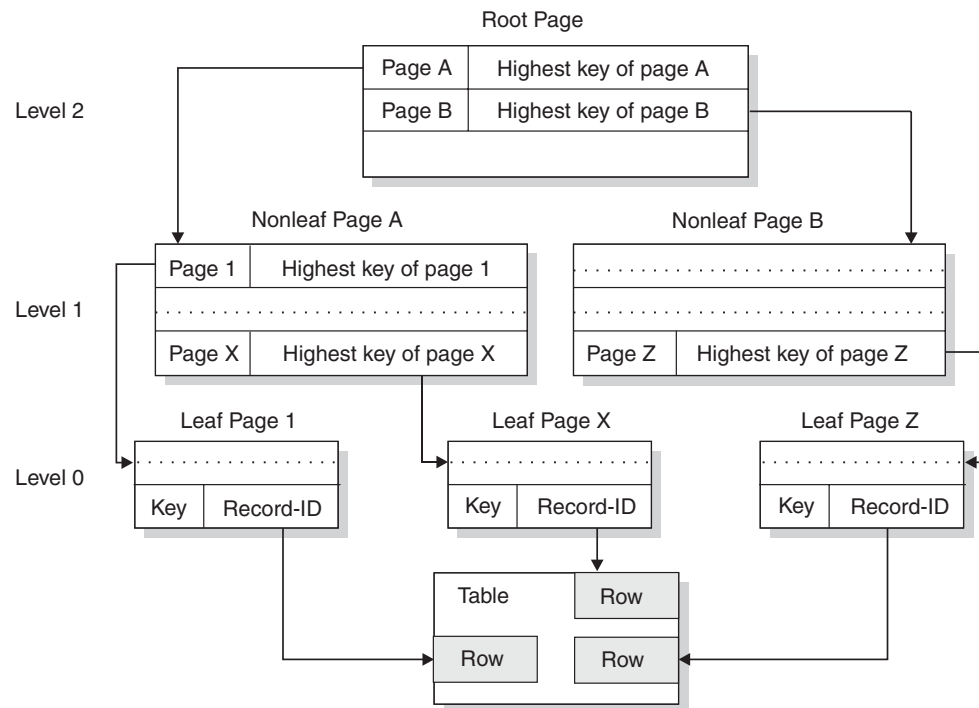 Root Page
Page A Highest key of page A
Level 2
Page B Highest key of page B
Nonleaf Page A Nonleaf Page B
Page 1 Highest key of page 1
Level 1
Page X Highest key of page X Page Z Highest key of page Z
Leaf Page 1 Leaf Page X Leaf Page Z
Level 0
Key Record-ID Key Record-ID Key Record-ID
Table Row
Row Row